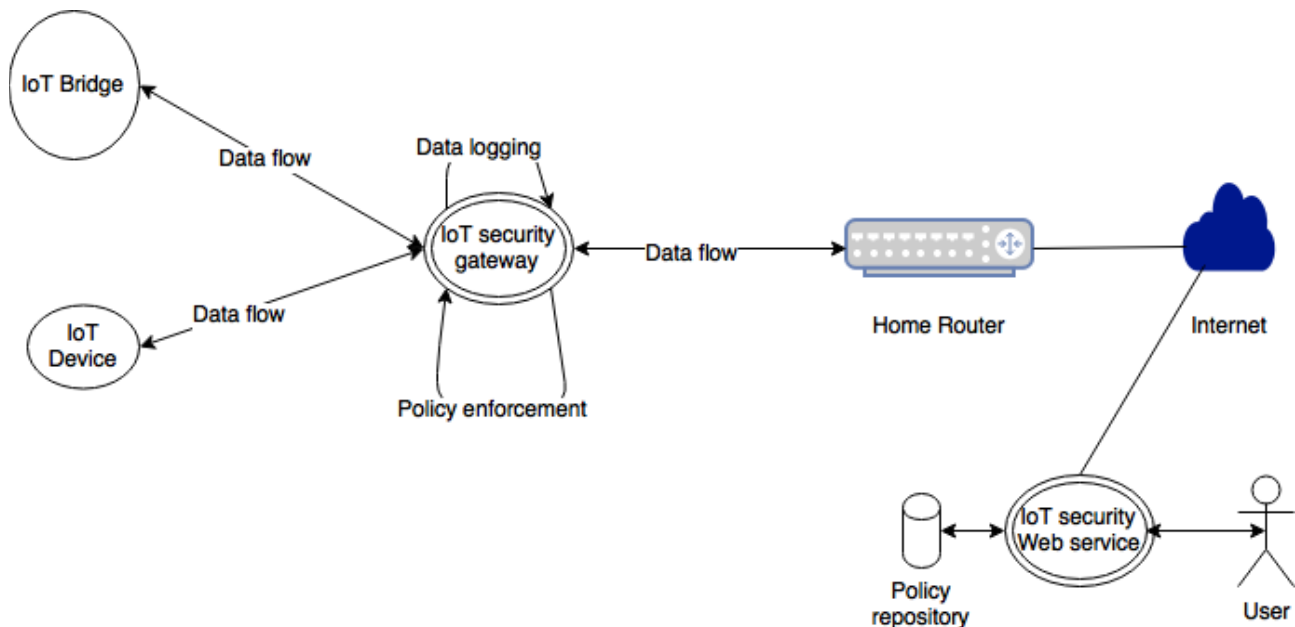 IoT Bridge
Data flow
Data logging
IoT security
gateway
Data flow
Data flow
IoT
Device
Home Router
Internet
Policy enforcement
IoT security
Web service
Policy
repository
User